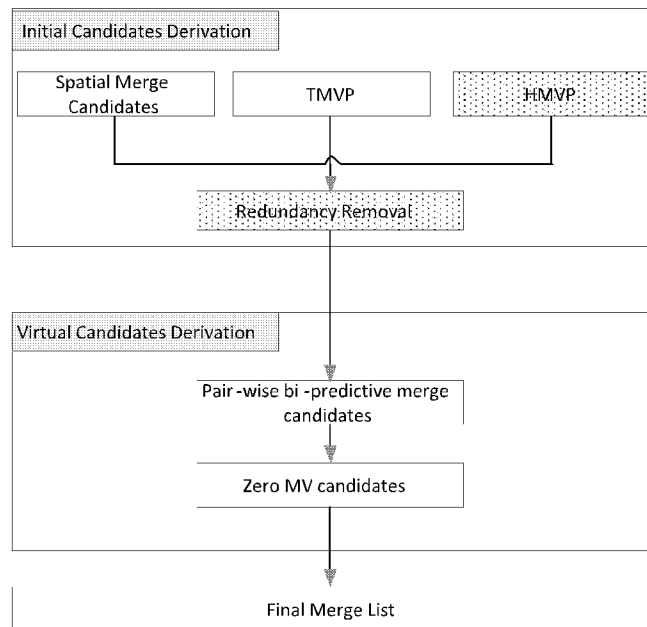 Initial Candidates Derivation
Spatial Merge
Candidates
TMVP
HMVP
Redundancy Removal
Virtual Candidates Derivation
Pair -wise bi -predictive merge
candidates
Zero MV candidates
Final Merge List